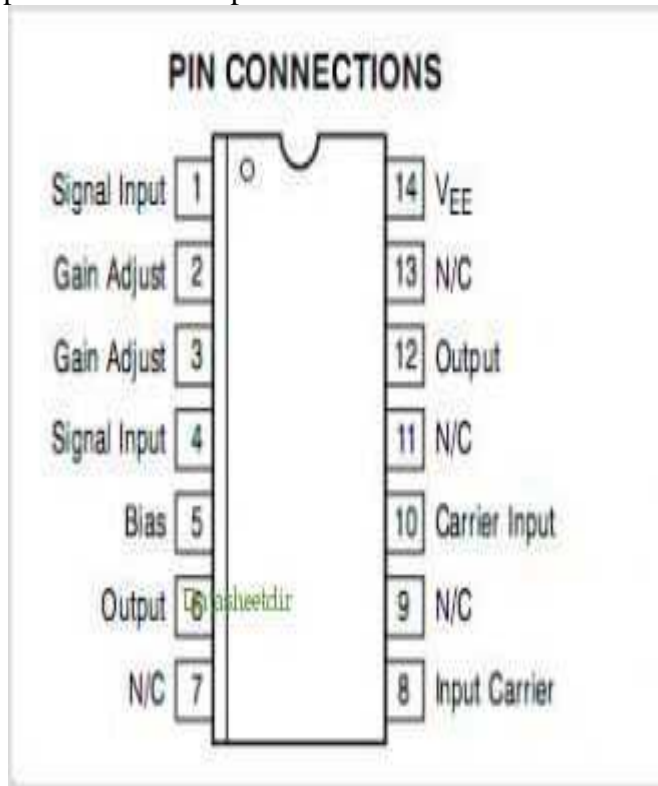 PIN CONNECTIONS
Signal Input 1
Gain Adjust 2
Gain Adjust 3
Signal Input 4
Bias 5
Output 6
Datasheetdir
N/C 7
14 VEE
13 N/C
12 Output
11 N/C
10 Carrier Input
9 N/C
8 Input Carrier